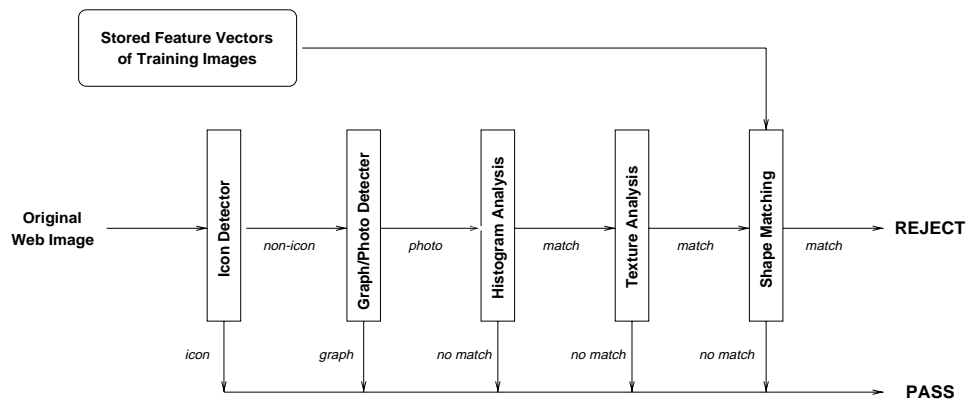 Stored Feature Vectors
of Training Images
Original
Web Image
Icon Detector
non-icon
Graph/Photo Detecter
photo
Histogram Analysis
match
Texture Analysis
match
Shape Matching
match
REJECT
icon
graph
no match
no match
no match
PASS